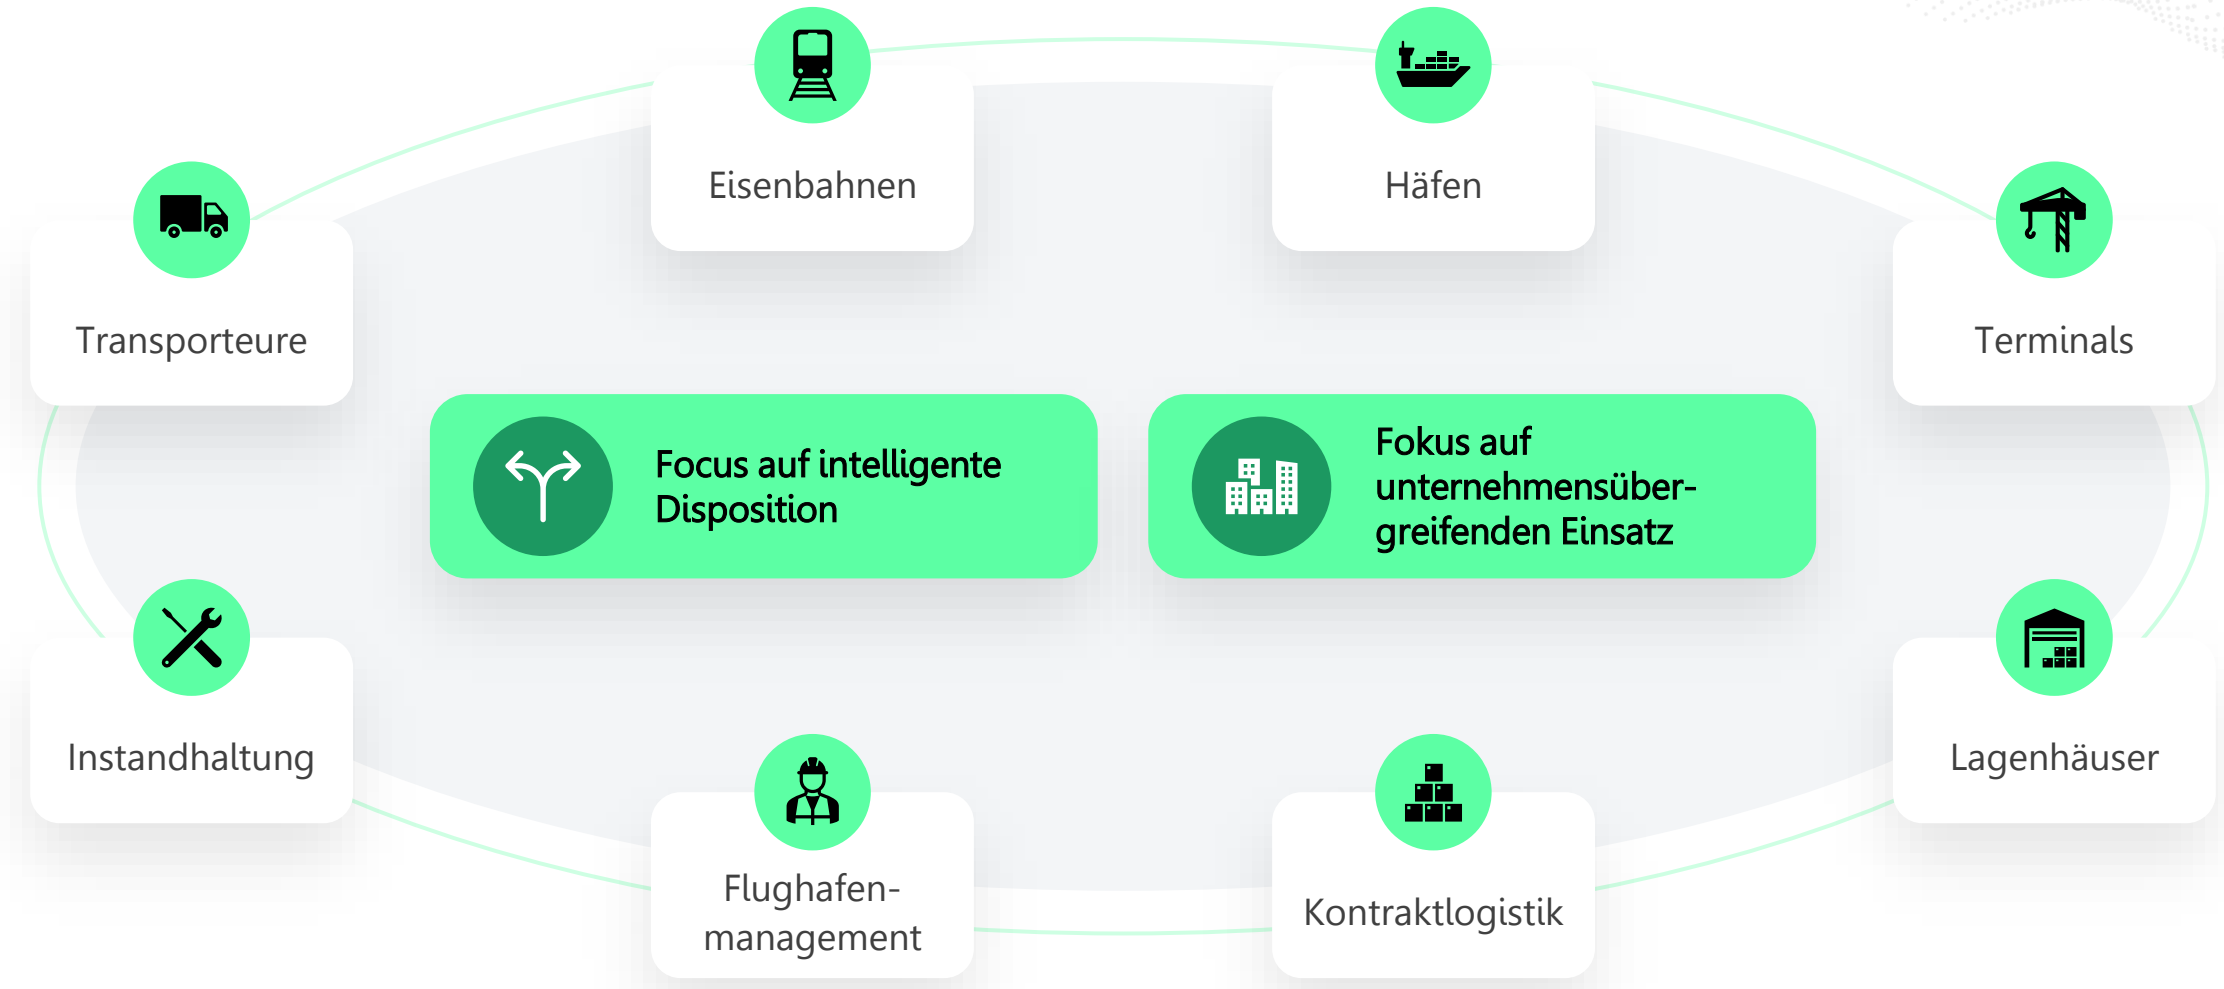 Eisenbahnen
Häfen
Transporteure
Terminals
Focus auf intelligente
Disposition
Fokus auf
unternehmensüber-
greifenden Einsatz
Instandhaltung
Lagenhäuser
Flughafen-
management
Kontraktlogistik